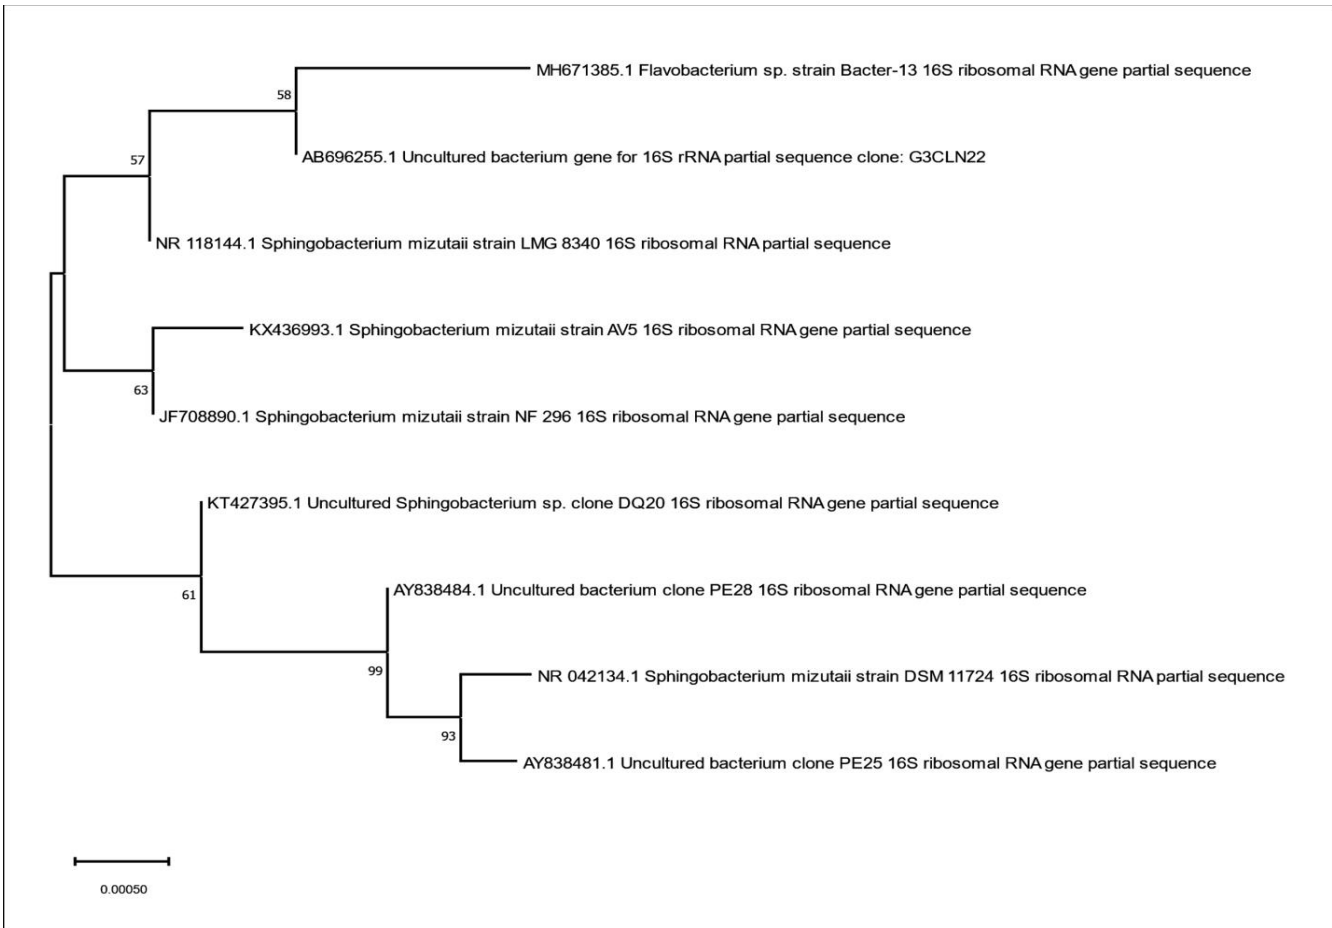 MH671385.1 Flavobacterium sp. strain Bacter-13 16S ribosomal RNA gene partial sequence
58
57
AB696255.1 Uncultured bacterium gene for 16S rRNA partial sequence clone: G3CLN22
NR 118144.1 Sphingobacterium mizutaii strain LMG 8340 16S ribosomal RNA partial sequence
KX436993.1 Sphingobacterium mizutaii strain AV5 16S ribosomal RNA gene partial sequence
63
JF708890.1 Sphingobacterium mizutaii strain NF 296 16S ribosomal RNA gene partial sequence
KT427395.1 Uncultured Sphingobacterium sp. clone DQ20 16S ribosomal RNA gene partial sequence
61
AY838484.1 Uncultured bacterium clone PE28 16S ribosomal RNA gene partial sequence
99
NR 042134.1 Sphingobacterium mizutaii strain DSM 11724 16S ribosomal RNA partial sequence
93
AY838481.1 Uncultured bacterium clone PE25 16S ribosomal RNA gene partial sequence
0.00050